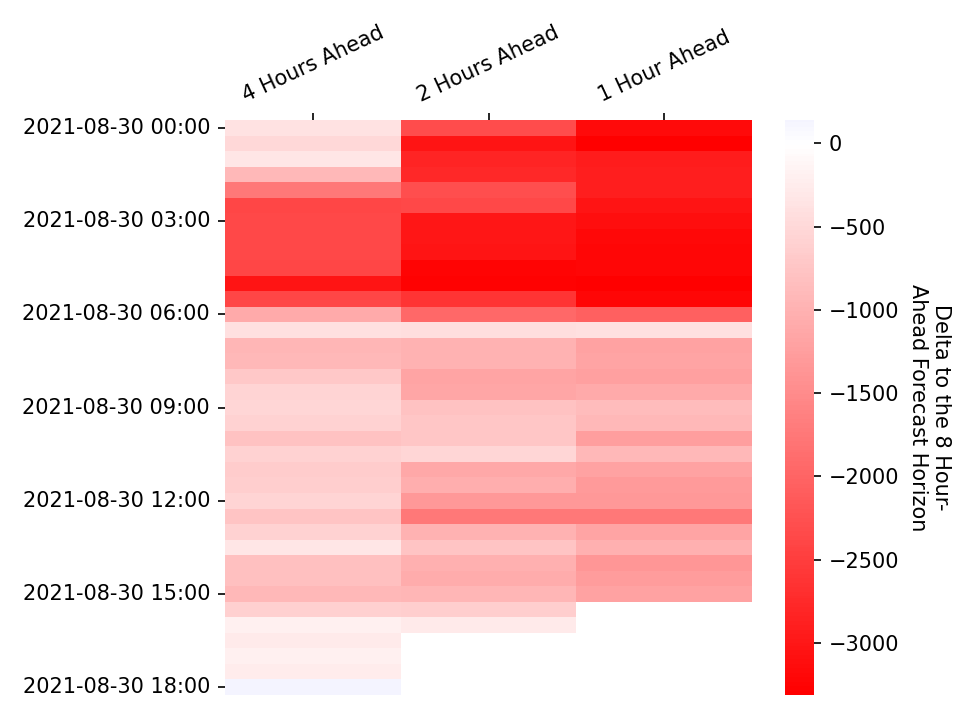 4 Hours Ahead
2 Hours Ahead
1 Hour Ahead
2021-08-30 00:00
2021-08-30 03:00
2021-08-30 06:00
2021-08-30 09:00
2021-08-30 12:00
2021-08-30 15:00
2021-08-30 18:00
0
−500
−1000
−1500
−2000
−2500
−3000
Delta to the 8 Hour-
Ahead Forecast Horizon